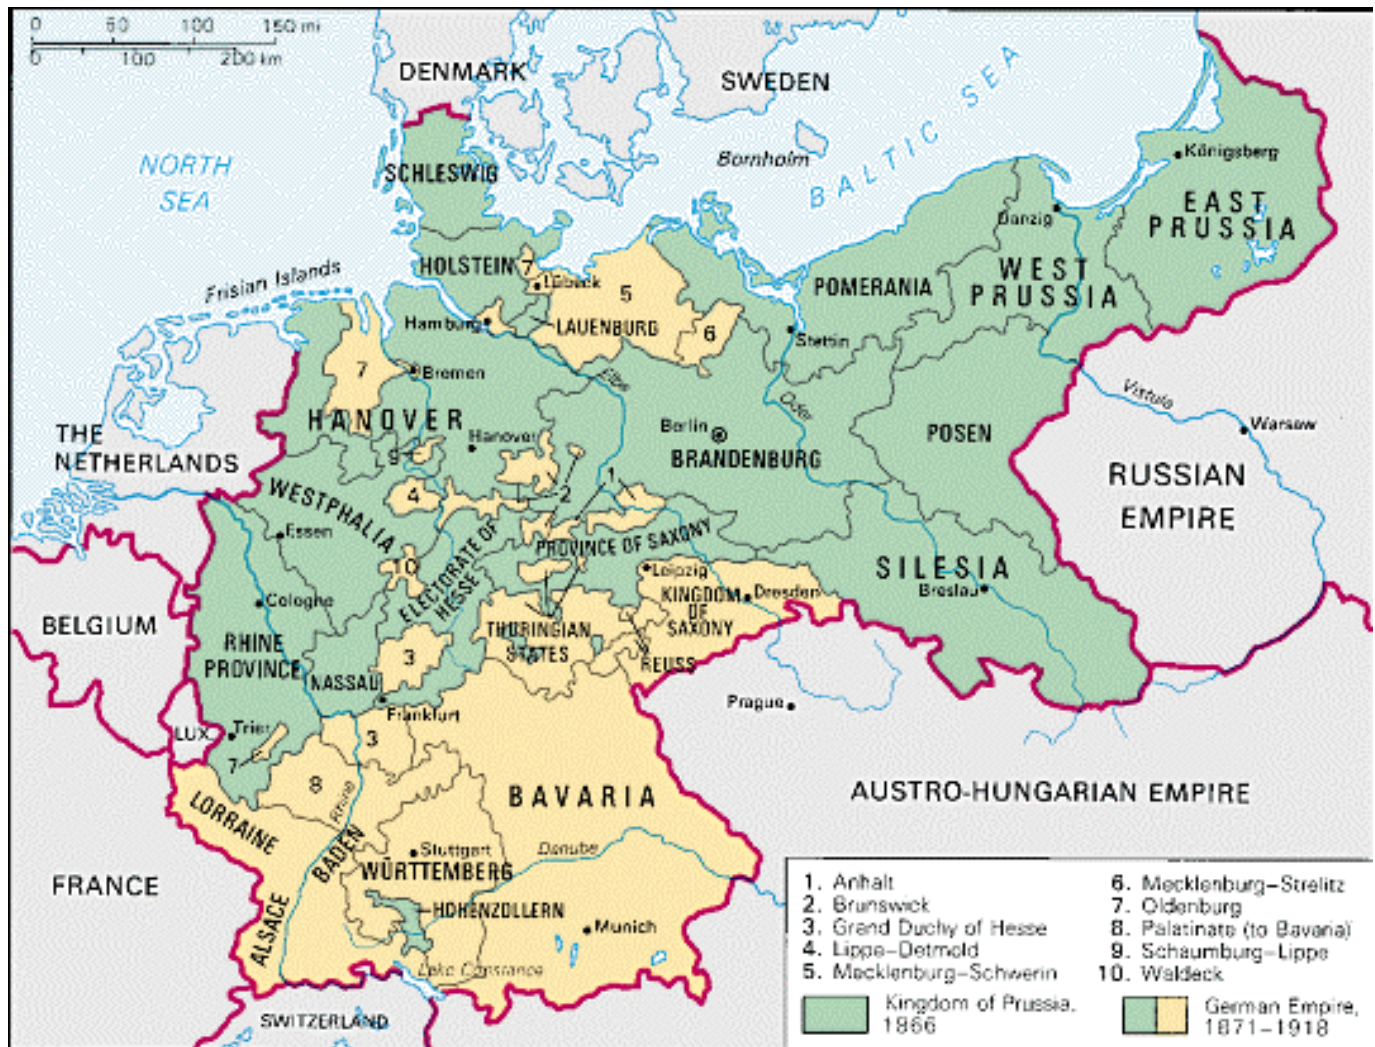 0 50 100 150 mi
0 100 200 km
DENMARK
SWEDEN
NORTH
SEA
BALTIC SEA
Bornholm
Königsberg
SCHLESWIG
EAST
PRUSSIA
Danzig
Frisian Islands
HOLSTEIN
7
Lübeck
5
POMERANIA
WEST
PRUSSIA
Hamburg
LAUENBURG
6
Stettin
7
Bremen
Elbe
Oder
Vistula
Warsaw
HANOVER
THE
NETHERLANDS
9
Hanover
Berlin
BRANDENBURG
POSEN
RUSSIAN
EMPIRE
WESTPHALIA
4
2
1
Essen
ELECTORATE OF
HESSE
PROVINCE OF SAXONY
10
Leipzig
SILESIA
Breslau
Cologne
KINGDOM
OF
SAXONY
Dresden
BELGIUM
RHINE
PROVINCE
THURINGIAN
STATES
3
REUSS
NASSAU
Frankfurt
Prague
LUX.
Trier
7
3
8
Rhine
BAVARIA
AUSTRO-HUNGARIAN EMPIRE
LORRAINE
BADEN
Stuttgart
Danube
WÜRTTEMBERG
FRANCE
ALSACE
HOHENZOLLERN
Munich
Lake Constance
SWITZERLAND
1. Anhalt
2. Brunswick
3. Grand Duchy of Hesse
4. Lippe-Detmold
5. Mecklenburg-Schwerin
6. Mecklenburg-Strelitz
7. Oldenburg
8. Palatinate (to Bavaria)
9. Schaumburg-Lippe
10. Waldeck
Kingdom of Prussia,
1866
German Empire,
1871-1918